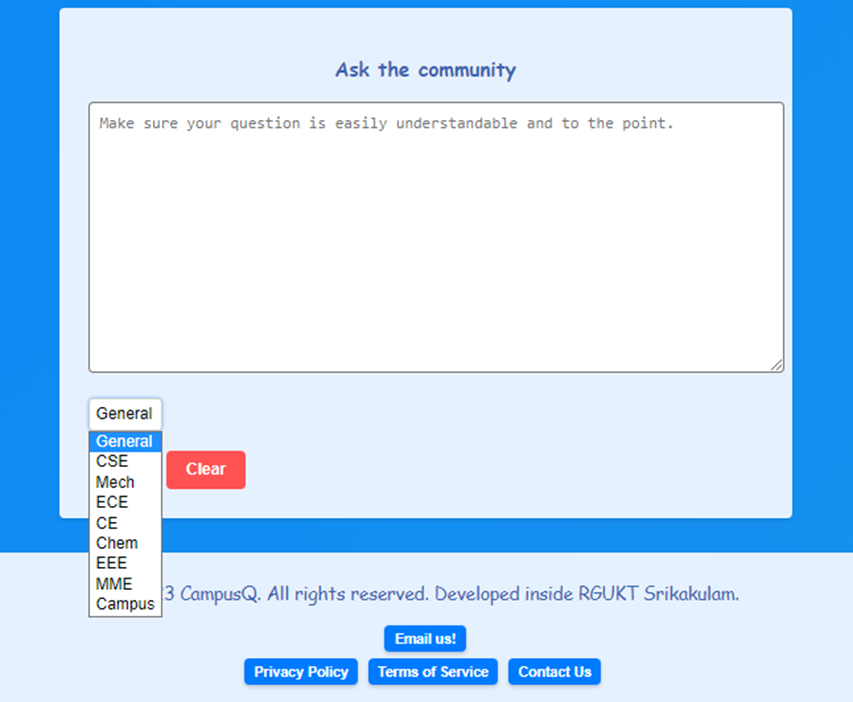 Ask the community
Make sure your question is easily understandable and to the point.
General
General
CSE
Mech
Clear
ECE
CE
Chem
EEE
MME
Campus
3 CampusQ. All rights reserved. Developed inside RGUKT Srikakulam.
Email us!
Privacy Policy Terms of Service Contact Us